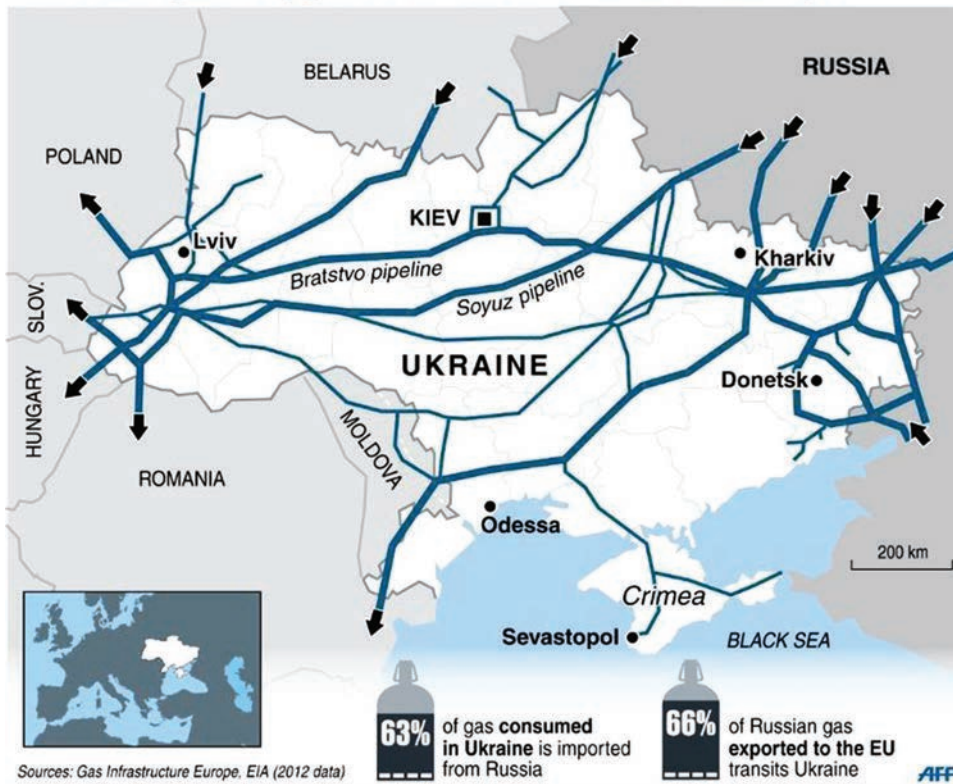 BELARUS
RUSSIA
POLAND
KIEV
Lviv
Kharkiv
Bratstvo pipeline
Soyuz pipeline
SLOV.
UKRAINE
Donetsk
HUNGARY
MOLDOVA
ROMANIA
Odessa
200 km
Crimea
Sevastopol
BLACK SEA
63%
of gas consumed
in Ukraine is imported
from Russia
66%
of Russian gas
exported to the EU
transits Ukraine
Sources: Gas Infrastructure Europe, EIA (2012 data)
AFP